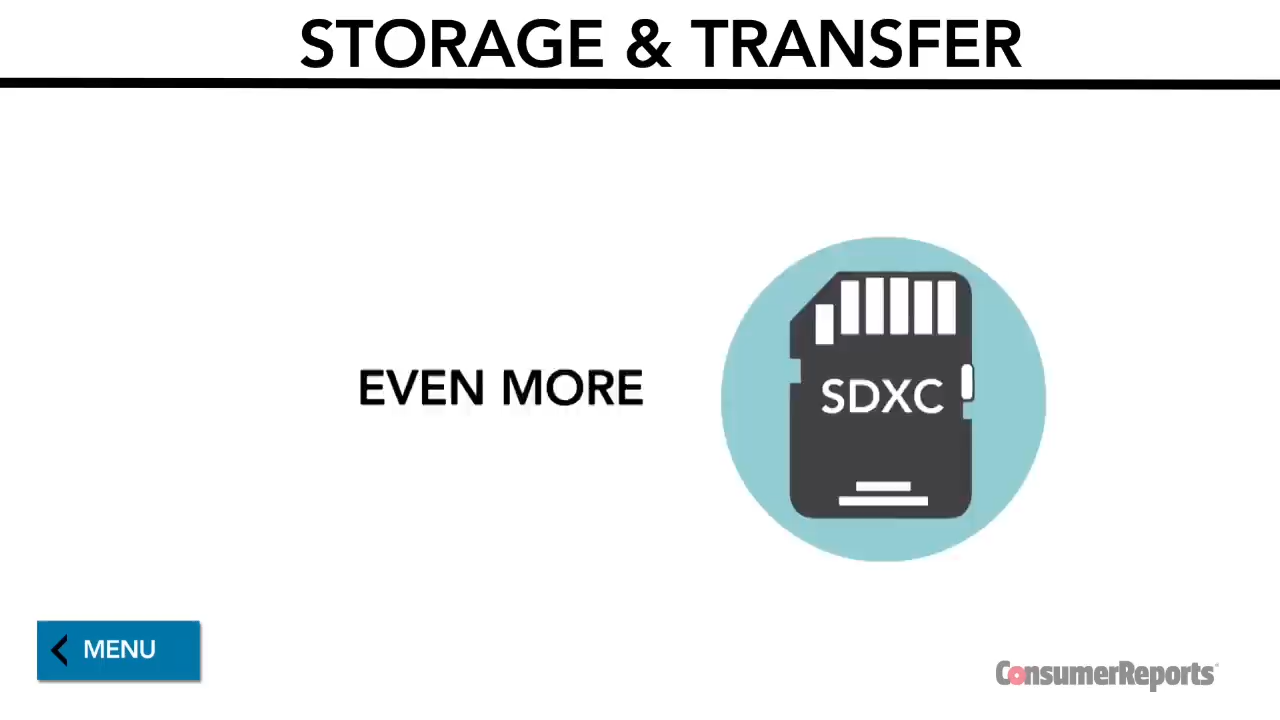 STORAGE & TRANSFER
EVEN MORE
SDXC
MENU
ConsumerReports®